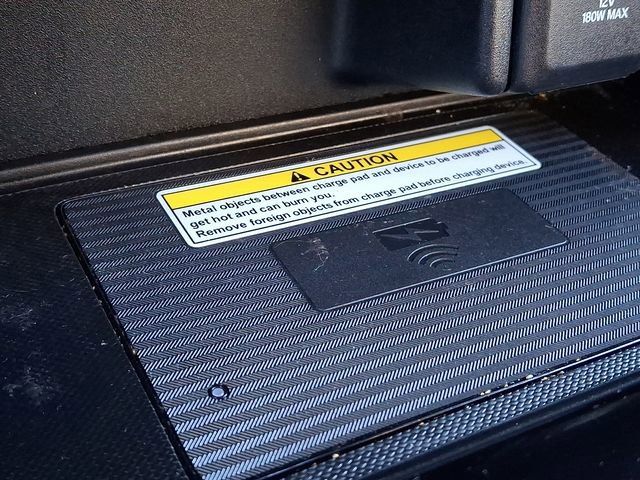 12V
180W MAX
CAUTION
Metal objects between charge pad and device to be charged will
get hot and can burn you.
Remove foreign objects from charge pad before charging device.